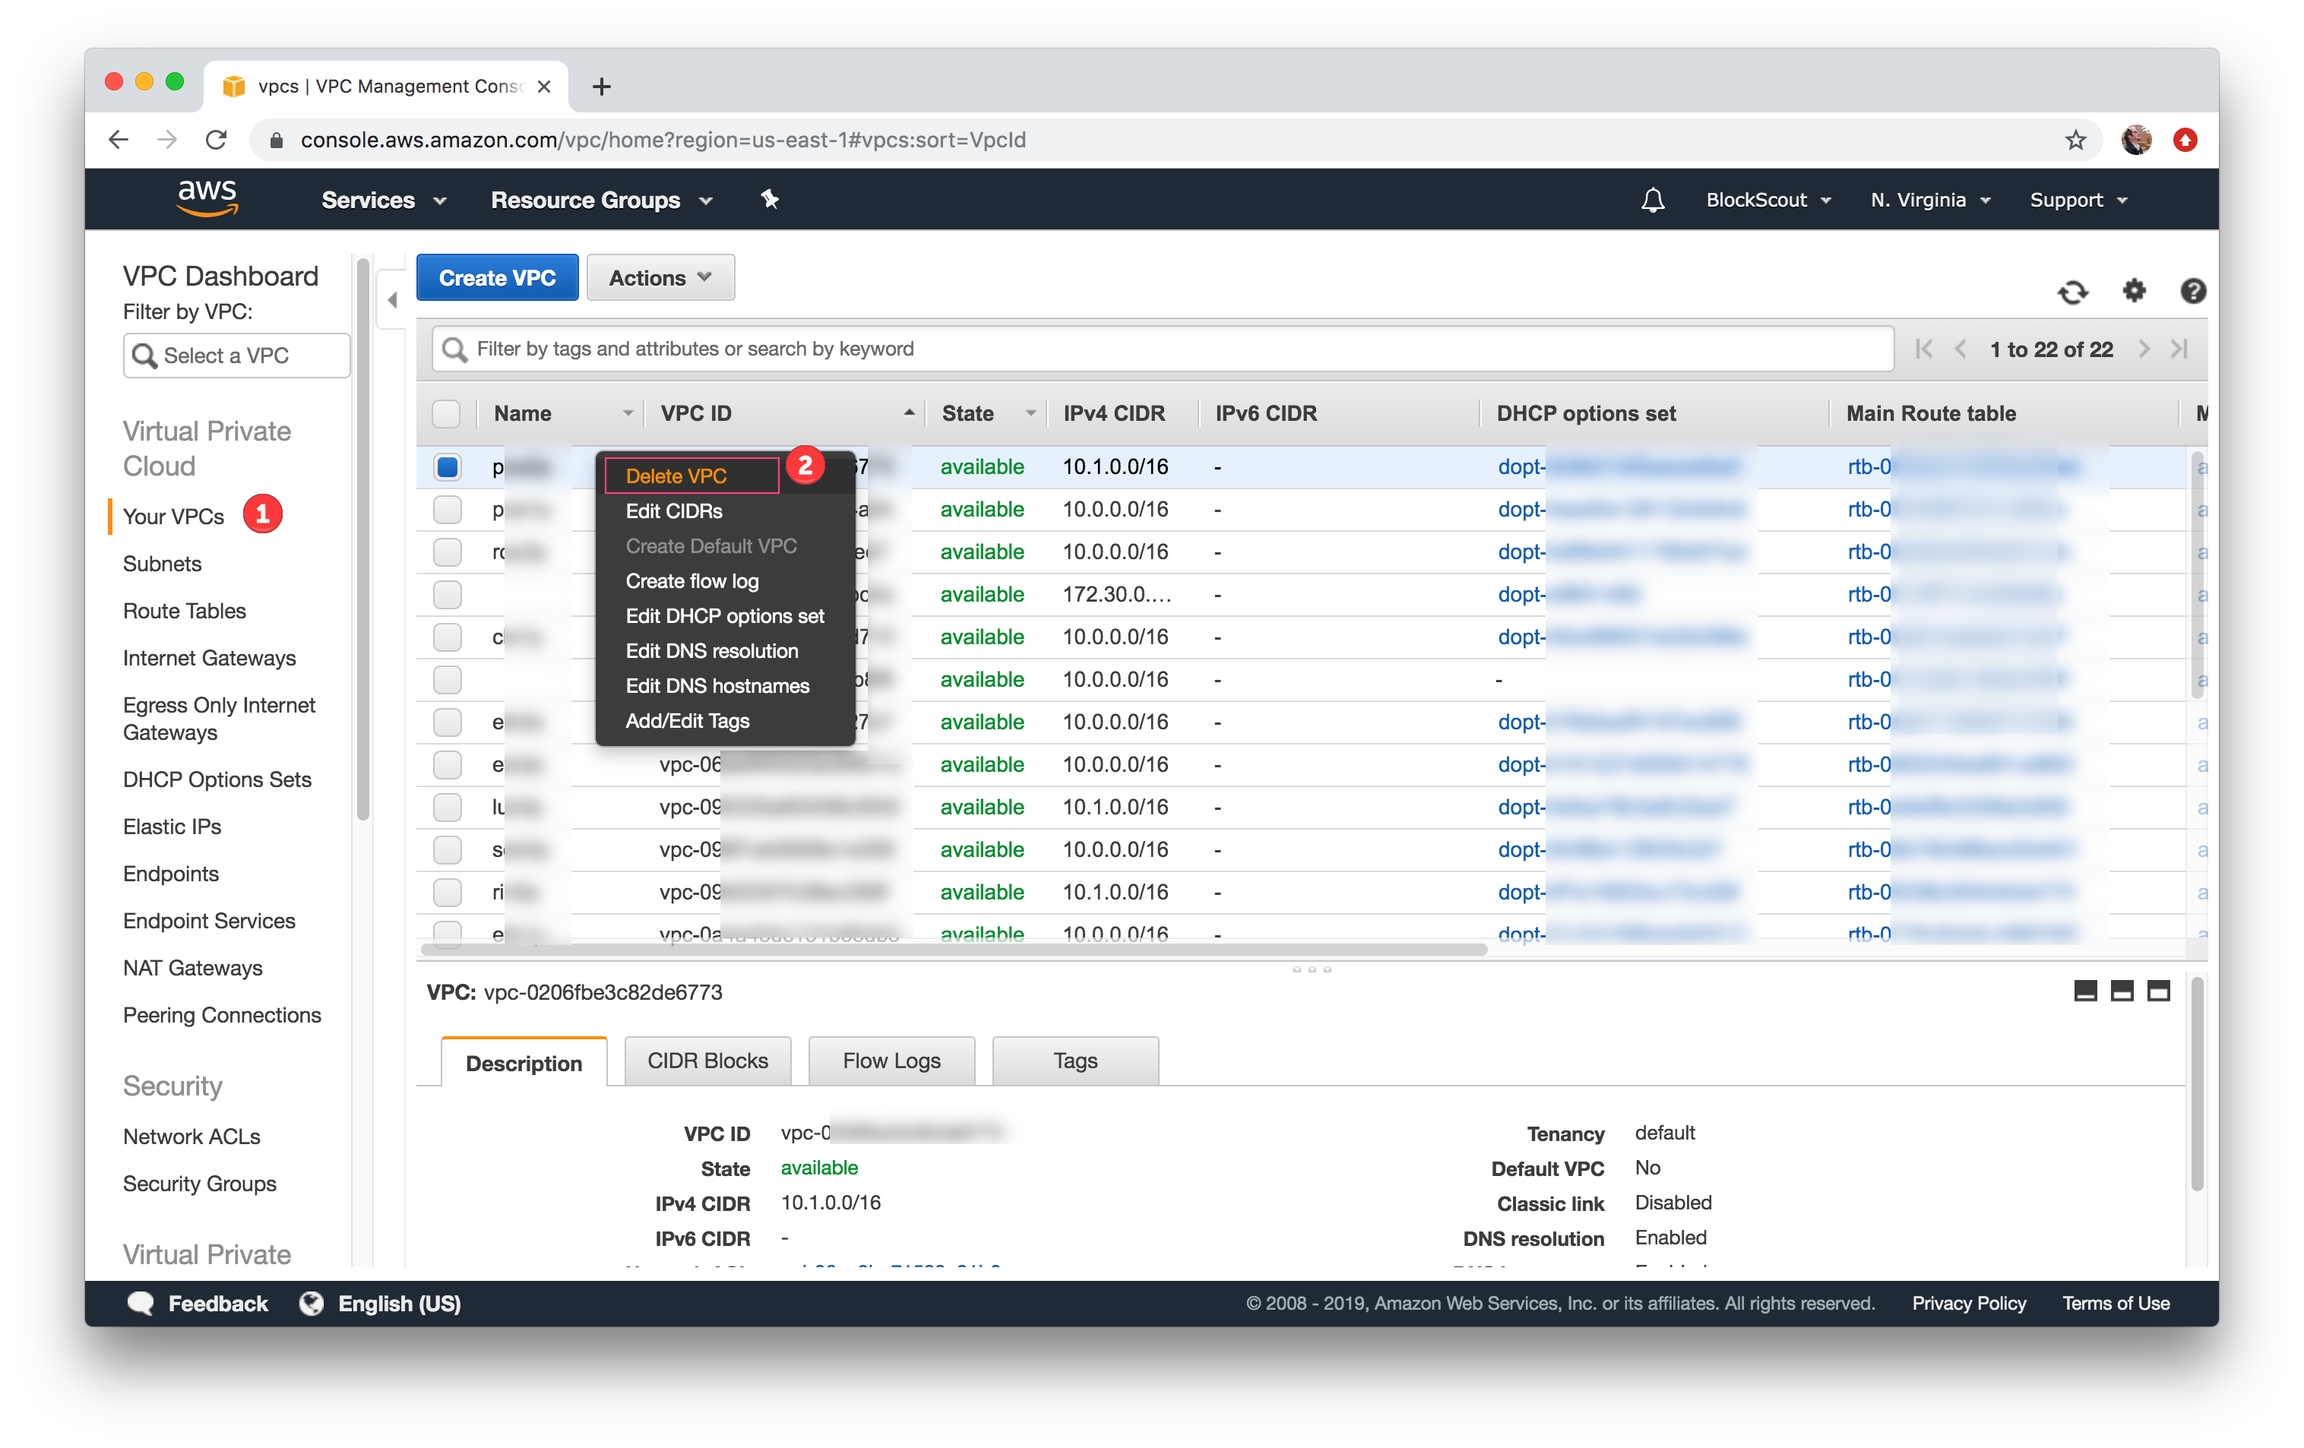 vpcs | VPC Management Conso
console.aws.amazon.com/vpc/home?region=us-east-1#vpcs:sort=VpcId
aws
Services
Resource Groups
BlockScout
N. Virginia
Support
VPC Dashboard
Filter by VPC:
Select a VPC
Virtual Private
Cloud
Your VPCs
1
Subnets
Route Tables
Internet Gateways
Egress Only Internet
Gateways
DHCP Options Sets
Elastic IPs
Endpoints
Endpoint Services
NAT Gateways
Peering Connections
Security
Network ACLs
Security Groups
Virtual Private
Create VPC
Actions
Filter by tags and attributes or search by keyword
1 to 22 of 22
Name VPC ID State IPv4 CIDR IPv6 CIDR DHCP options set Main Route table
available 10.1.0.0/16 - dopt- rtb-0
available 10.0.0.0/16 - dopt- rtb-0
available 10.0.0.0/16 - dopt- rtb-0
available 172.30.0.... - dopt- rtb-0
available 10.0.0.0/16 - dopt- rtb-0
available 10.0.0.0/16 - - rtb-0
available 10.0.0.0/16 - dopt- rtb-0
vpc-06 available 10.0.0.0/16 - dopt- rtb-0
vpc-09 available 10.1.0.0/16 - dopt- rtb-0
vpc-09 available 10.0.0.0/16 - dopt- rtb-0
vpc-09 available 10.1.0.0/16 - dopt- rtb-0
available 10.0.0.0/16 - dopt- rtb-0
Delete VPC
2
Edit CIDRs
Create Default VPC
Create flow log
Edit DHCP options set
Edit DNS resolution
Edit DNS hostnames
Add/Edit Tags
VPC: vpc-0206fbe3c82de6773
Description
CIDR Blocks
Flow Logs
Tags
VPC ID vpc-0
State available
IPv4 CIDR 10.1.0.0/16
IPv6 CIDR -
Tenancy default
Default VPC No
Classic link Disabled
DNS resolution Enabled
Feedback
English (US)
© 2008 - 2019, Amazon Web Services, Inc. or its affiliates. All rights reserved.
Privacy Policy
Terms of Use